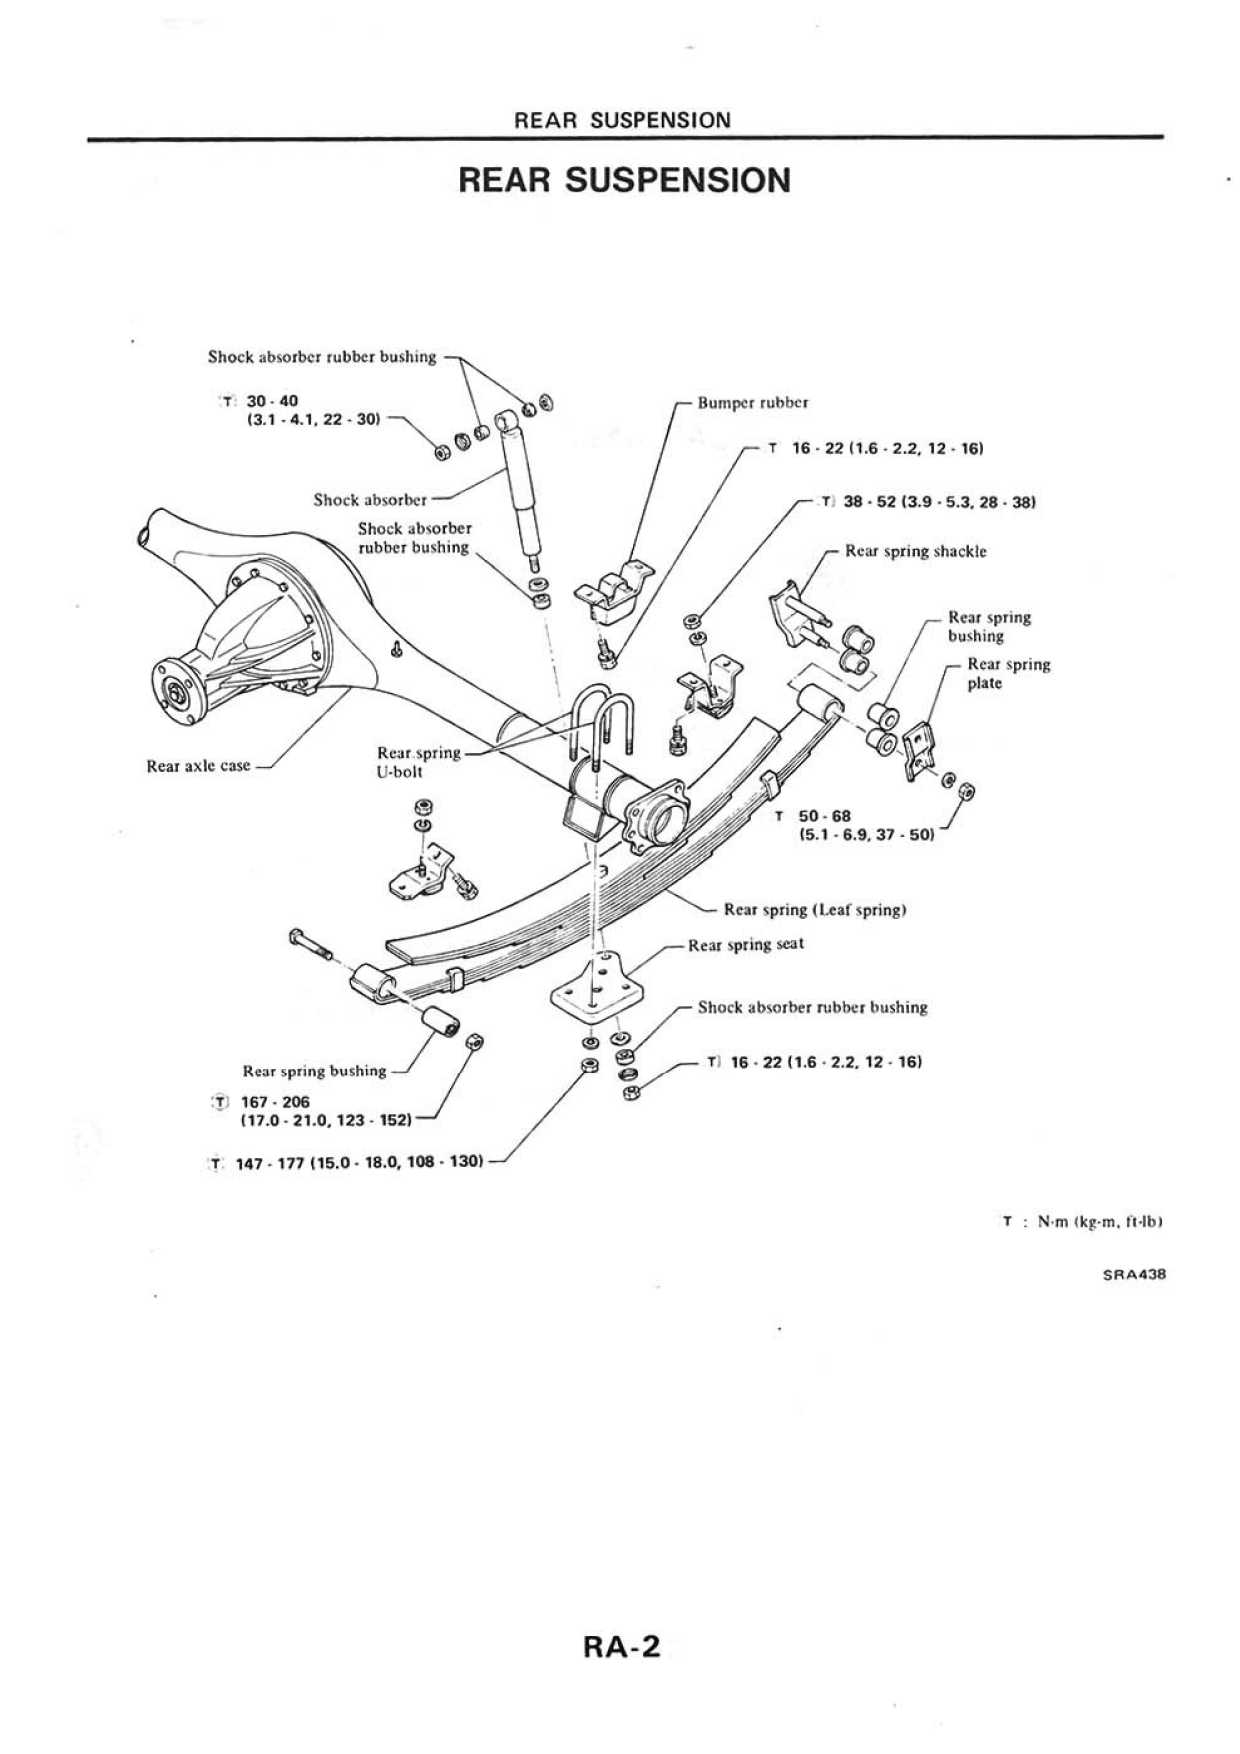 REAR SUSPENSION
REAR SUSPENSION
Shock absorber rubber bushing
T 30 - 40
(3.1 - 4.1, 22 - 30)
Bumper rubber
T 16 - 22 (1.6 - 2.2, 12 - 16)
Shock absorber
T 38 - 52 (3.9 - 5.3, 28 - 38)
Shock absorber
rubber bushing
Rear spring shackle
Rear spring
bushing
Rear spring
plate
Rear spring
U-bolt
Rear axle case
T 50 - 68
(5.1 - 6.9, 37 - 50)
Rear spring (Leaf spring)
Rear spring seat
Shock absorber rubber bushing
T 16 - 22 (1.6 - 2.2, 12 - 16)
Rear spring bushing
T 167 - 206
(17.0 - 21.0, 123 - 152)
T 147 - 177 (15.0 - 18.0, 108 - 130)
T : N·m (kg-m, ft-lb)
SRA438
RA-2